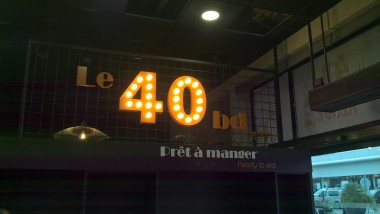 Le 40 bd
Prêt à manger
Ready to eat